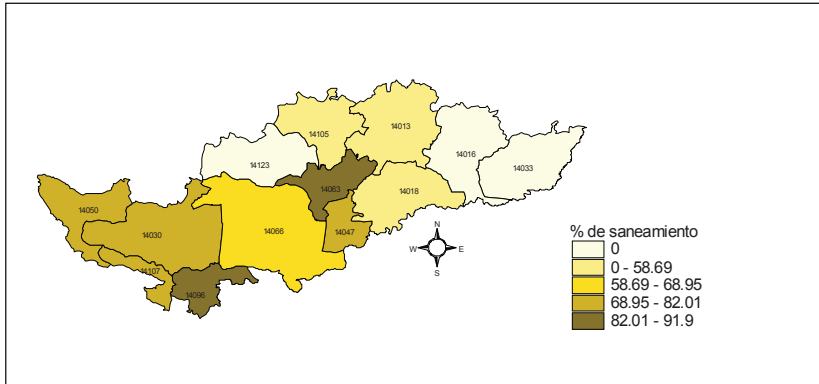 14105
14013
14016
14033
14123
14063
14018
14050
14030
14066
14047
14107
14096
N
W E
S
% de saneamiento
0
0 - 58.69
58.69 - 68.95
68.95 - 82.01
82.01 - 91.9